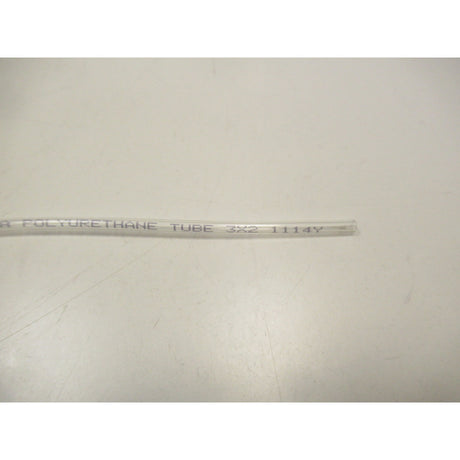 A POLYURETHANE TUBE 3X2 1114Y